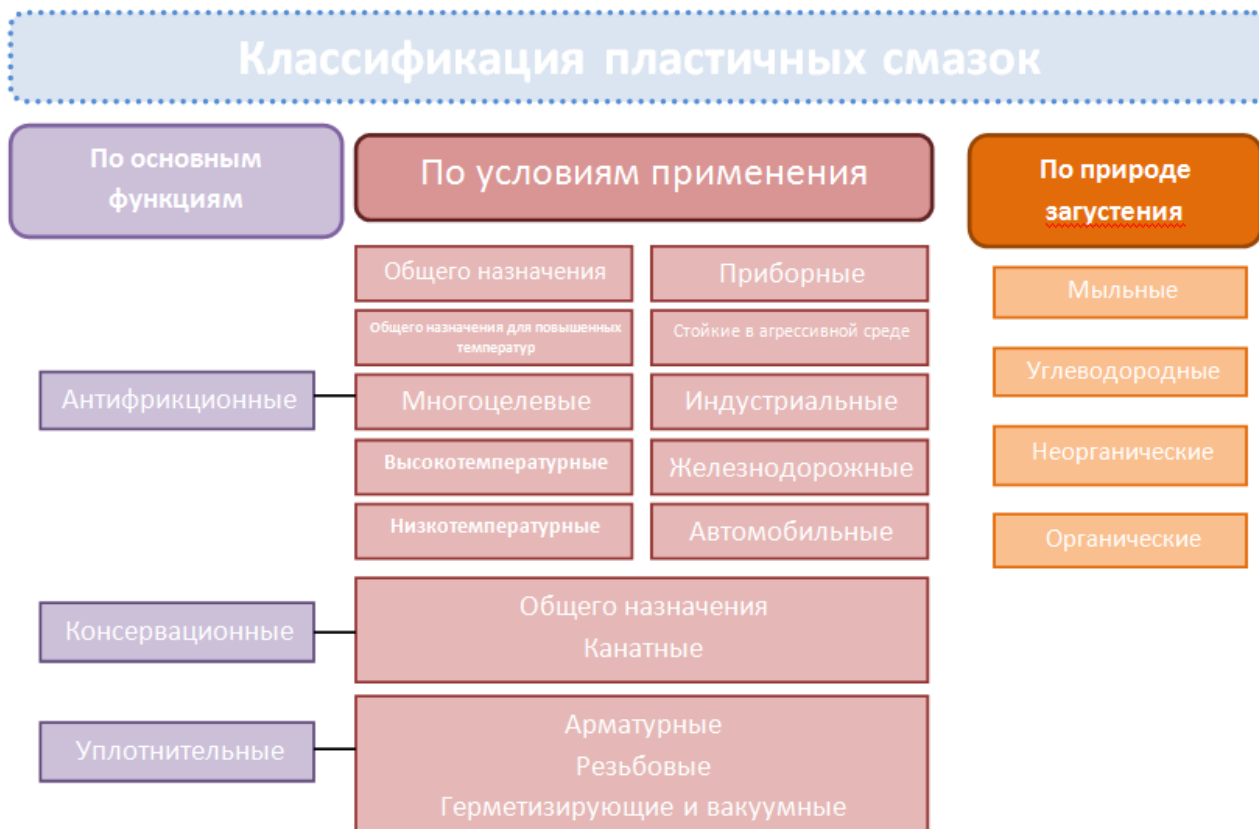 Классификация пластичных смазок
По основным
функциям
По условиям применения
По природе
загустения
Общего назначения
Приборные
Мыльные
Общего назначения для повышенных
температур
Стойкие в агрессивной среде
Углеводородные
Антифрикционные
Многоцелевые
Индустриальные
Неорганические
Высокотемпературные
Железнодорожные
Низкотемпературные
Автомобильные
Органические
Консервационные
Общего назначения
Канатные
Уплотнительные
Арматурные
Резьбовые
Герметизирующие и вакуумные